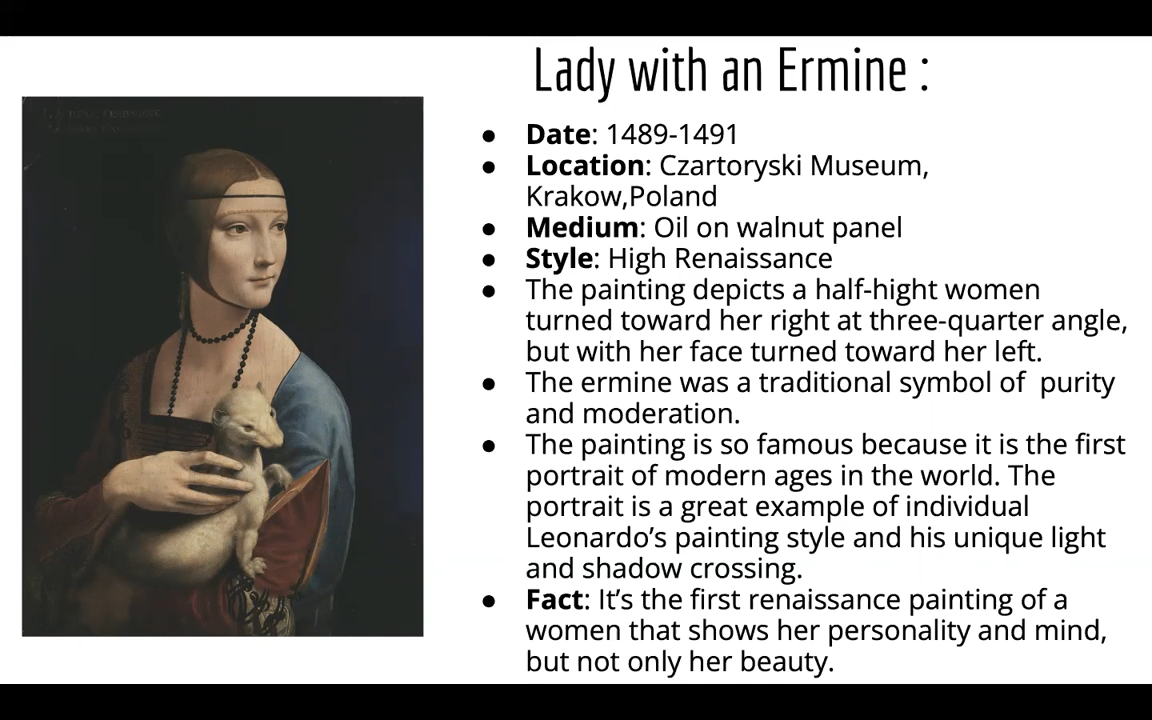 Lady with an Ermine :
● Date: 1489-1491
● Location: Czartoryski Museum,
Krakow,Poland
● Medium: Oil on walnut panel
● Style: High Renaissance
● The painting depicts a half-hight women
turned toward her right at three-quarter angle,
but with her face turned toward her left.
● The ermine was a traditional symbol of  purity
and moderation.
● The painting is so famous because it is the first
portrait of modern ages in the world. The
portrait is a great example of individual
Leonardo’s painting style and his unique light
and shadow crossing.
● Fact: It’s the first renaissance painting of a
women that shows her personality and mind,
but not only her beauty.